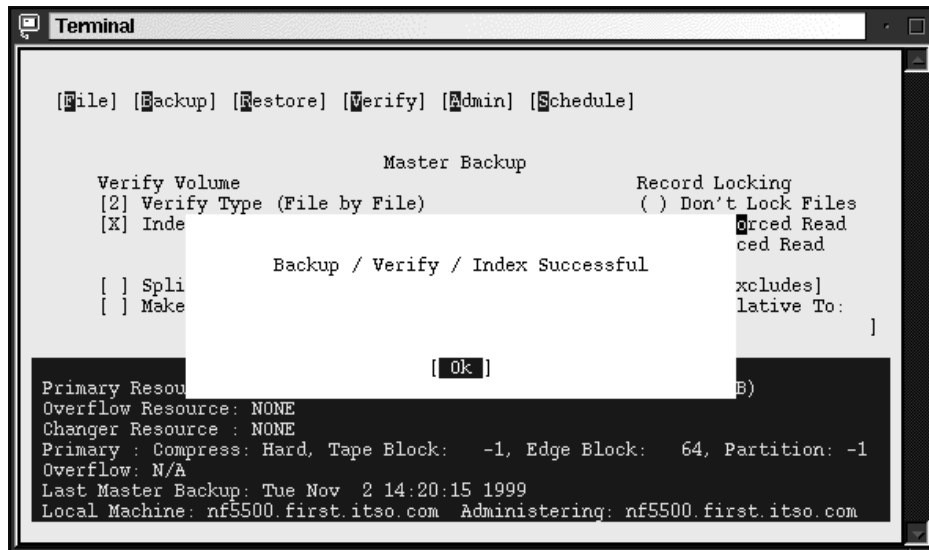 Terminal
[File] [Backup] [Restore] [Verify] [Admin] [Schedule]
Master Backup
Verify Volume Record Locking
[2] Verify Type (File by File) ( ) Don't Lock Files
[X] Inde orced Read
ced Read
Backup / Verify / Index Successful
[ ] Spli xcludes]
[ ] Make lative To:
]
[ Ok ]
Primary Resou B)
Overflow Resource: NONE
Changer Resource : NONE
Primary : Compress: Hard, Tape Block: -1, Edge Block: 64, Partition: -1
Overflow: N/A
Last Master Backup: Tue Nov 2 14:20:15 1999
Local Machine: nf5500.first.itso.com Administering: nf5500.first.itso.com